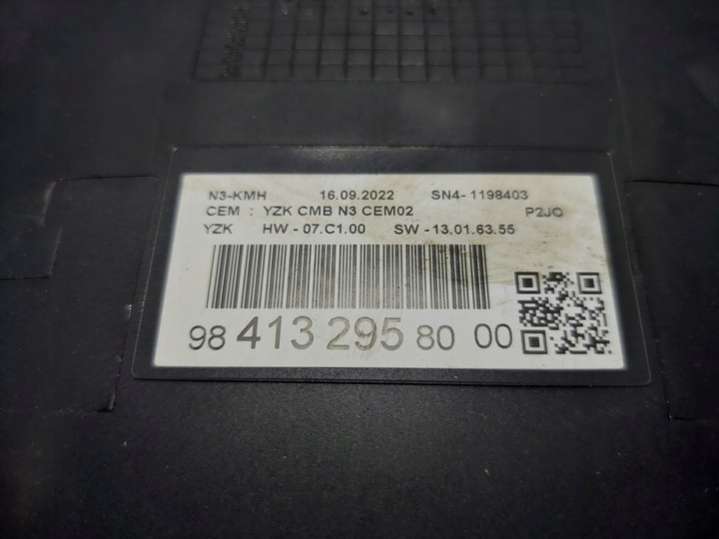 N3-KMH 16.09.2022 SN4-1198403
CEM : YZK CMB N3 CEM02 P2JO
YZK HW - 07.C1.00 SW - 13.01.63.55
98 413 295 80 00